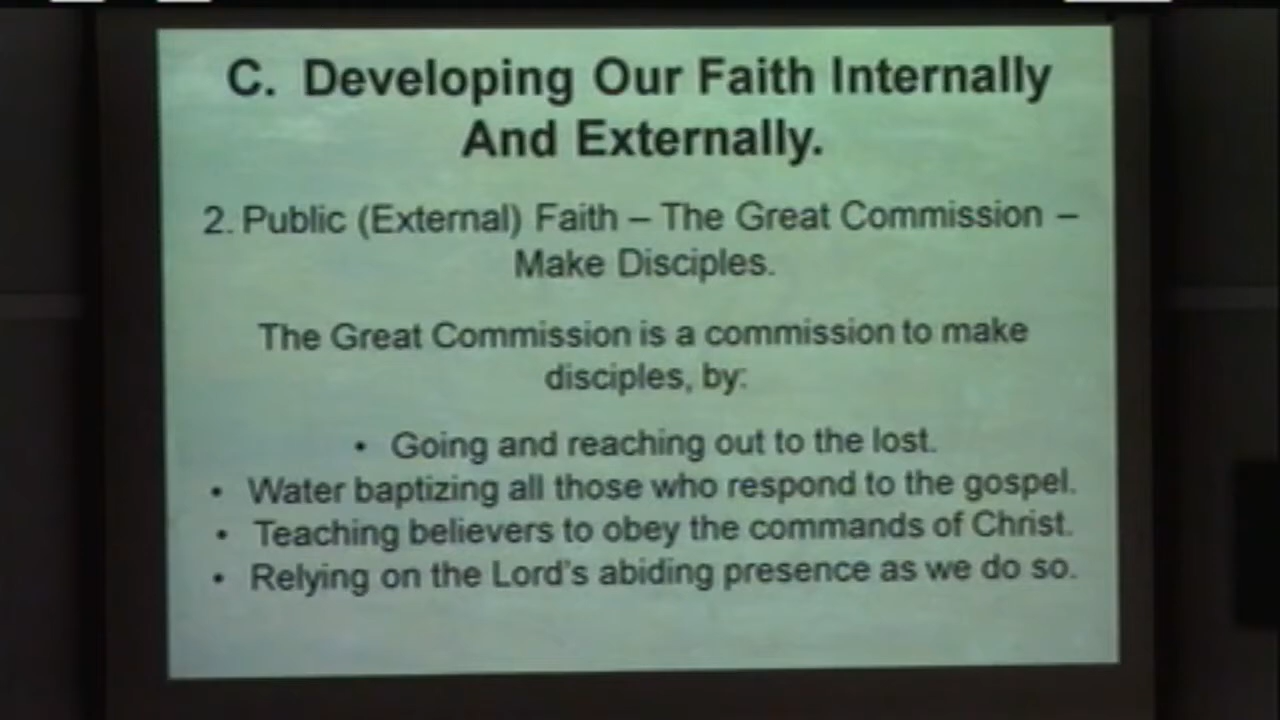 C. Developing Our Faith Internally
And Externally.
2. Public (External) Faith – The Great Commission –
Make Disciples.
The Great Commission is a commission to make
disciples, by:
• Going and reaching out to the lost.
• Water baptizing all those who respond to the gospel.
• Teaching believers to obey the commands of Christ.
• Relying on the Lord's abiding presence as we do so.